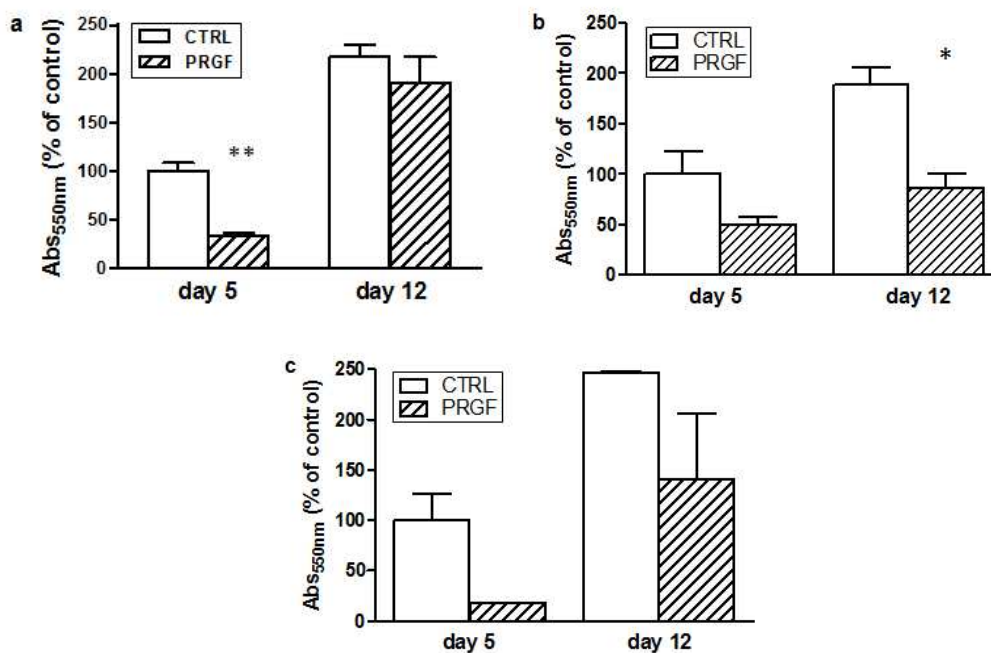 a
Abs550nm (% of control)
250
200
150
100
50
0
CTRL
PRGF
**
day 5
day 12
b
Abs550nm (% of control)
250
200
150
100
50
0
CTRL
PRGF
*
day 5
day 12
c
Abs550nm (% of control)
250
200
150
100
50
0
CTRL
PRGF
day 5
day 12